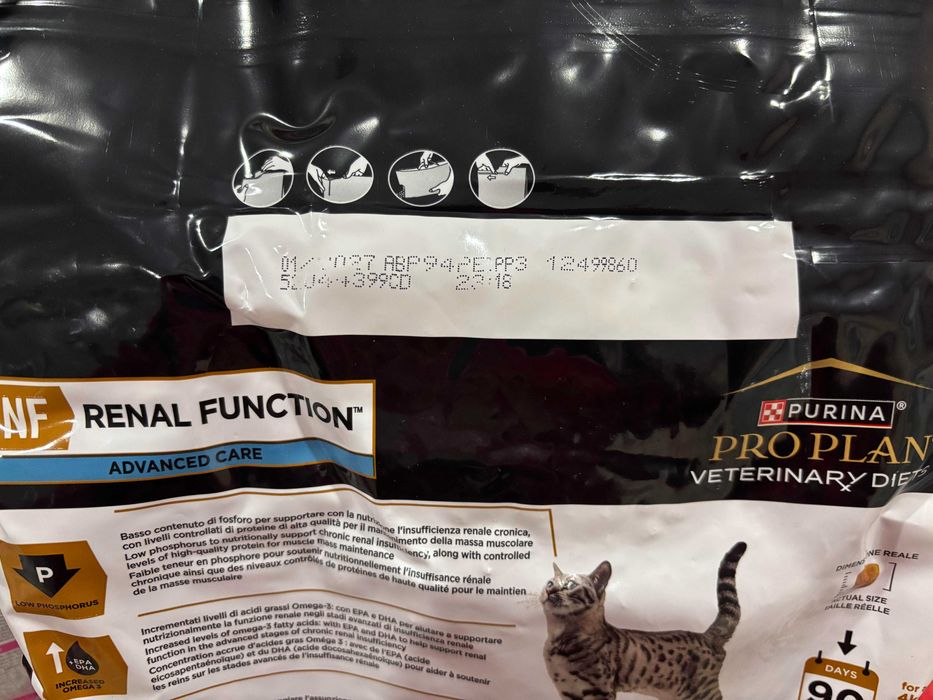 12499860
NF RENAL FUNCTION™
ADVANCED CARE
PURINA®
PRO PLAN
VETERINARY DIETS
Basso contenuto di fosforo per supportare con la l'insufficienza renale cronica,
con livelli controllati di proteine di alta qualità per il mantenimento della massa muscolare
Low phosphorus to nutritionally support chronic renal insufficiency, along with controlled
levels of high-quality protein for muscle mass maintenance
Faible teneur en phosphore pour soutenir nutritionnellement l'insuffisance rénale
chronique ainsi que des niveaux contrôlés de protéines de haute qualité pour le maintien
de la masse musculaire
P
LOW PHOSPHORUS
Incrementati livelli di acidi grassi Omega-3: con EPA e DHA per aiutare a supportare
nutrizionalmente la funzione renale negli stadi avanzati di insufficienza renale
Increased levels of omega-3 fatty acids: with EPA and DHA to help support renal
function in the advanced stages of chronic renal insufficiency
Concentration accrue d'acides gras Oméga 3 : avec de l'EPA (acide
eicosapentaénoïque) et du DHA (acide docosahexaénoïque) pour aider à soutenir
les reins sur les stades avancés de l'insuffisance rénale
+EPA
DHA
INCREASED
OMEGA-3
REALE
ACTUAL SIZE
TAILLE RÉELLE
DAYS
for